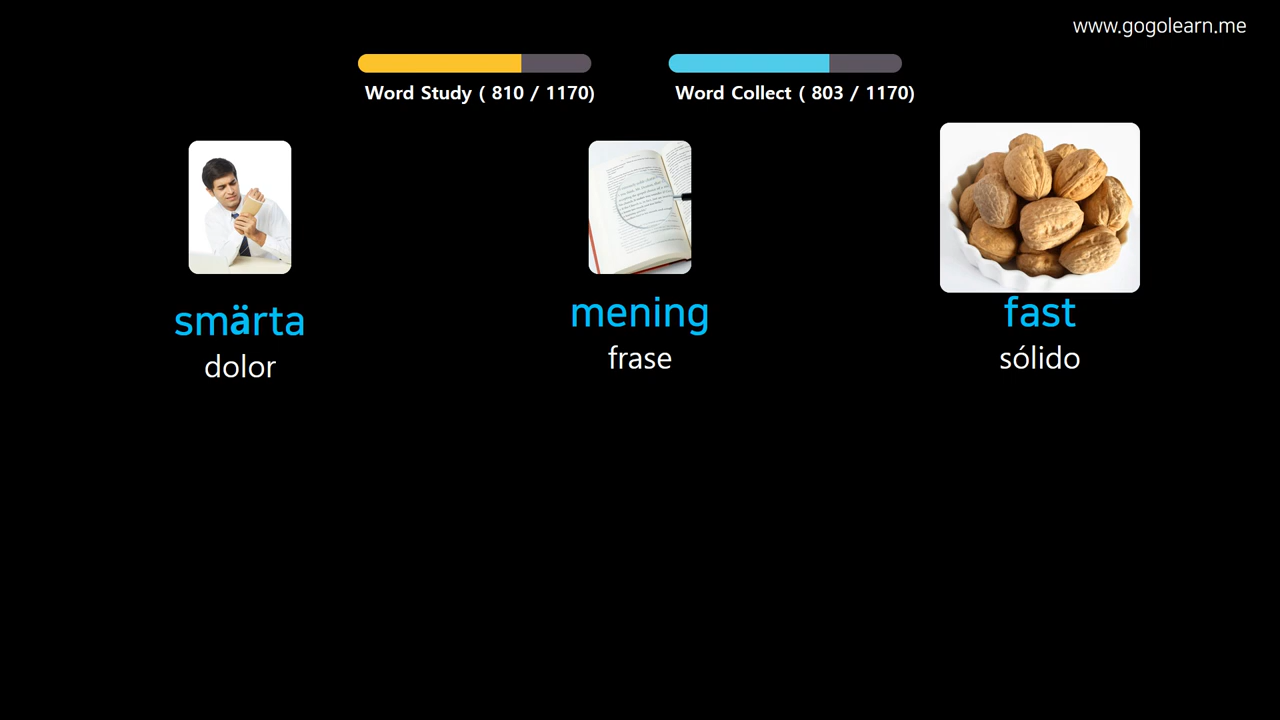 www.gogolearn.me
Word Study ( 810 / 1170)
Word Collect ( 803 / 1170)
smärta
dolor
mening
frase
fast
sólido